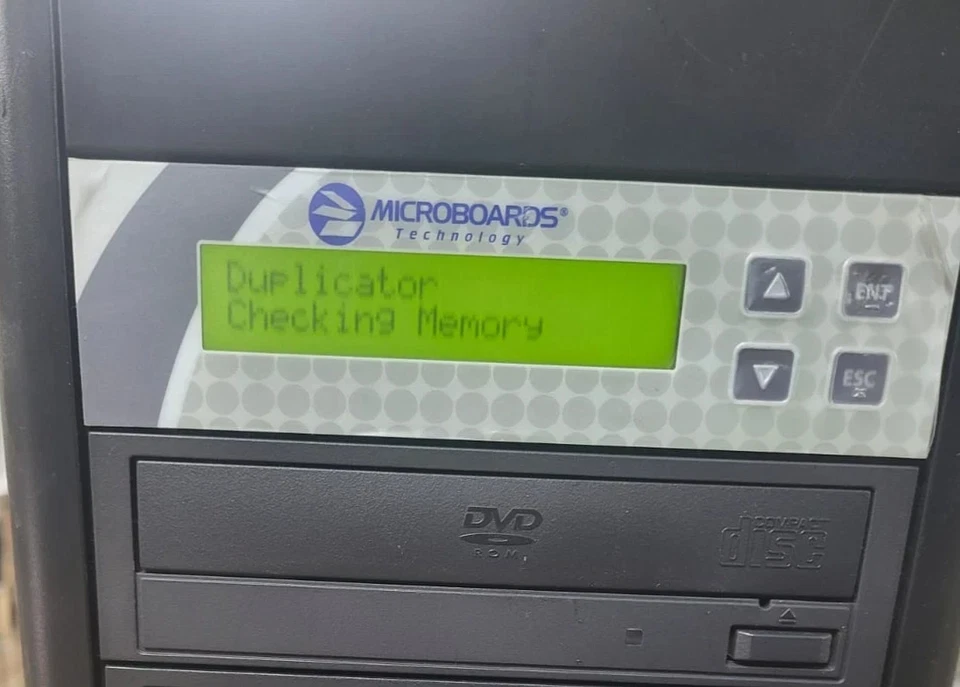 MICROBOARDS®
Technology
Duplicator
Checking Memory
ENT
ESC
DVD
ROM
COMPACT
disc